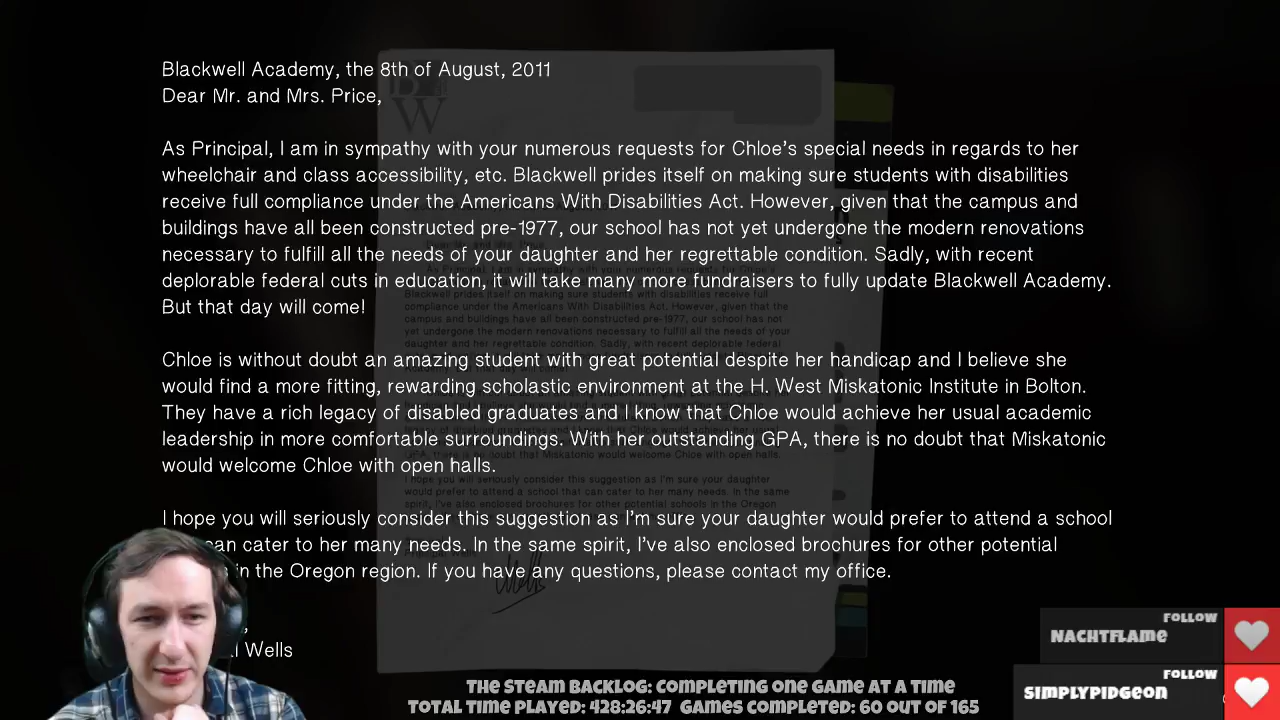 Blackwell Academy, the 8th of August, 2011
Dear Mr. and Mrs. Price,
As Principal, I am in sympathy with your numerous requests for Chloe's special needs in regards to her
wheelchair and class accessibility, etc. Blackwell prides itself on making sure students with disabilities
receive full compliance under the Americans With Disabilities Act. However, given that the campus and
buildings have all been constructed pre-1977, our school has not yet undergone the modern renovations
necessary to fulfill all the needs of your daughter and her regrettable condition. Sadly, with recent
deplorable federal cuts in education, it will take many more fundraisers to fully update Blackwell Academy.
But that day will come!
Chloe is without doubt an amazing student with great potential despite her handicap and I believe she
would find a more fitting, rewarding scholastic environment at the H. West Miskatonic Institute in Bolton.
They have a rich legacy of disabled graduates and I know that Chloe would achieve her usual academic
leadership in more comfortable surroundings. With her outstanding GPA, there is no doubt that Miskatonic
would welcome Chloe with open halls.
I hope you will seriously consider this suggestion as I'm sure your daughter would prefer to attend a school
can cater to her many needs. In the same spirit, I've also enclosed brochures for other potential
in the Oregon region. If you have any questions, please contact my office.
Wells
FOLLOW
NACHTFLAME
FOLLOW
SIMPLYPIDGEON
THE STEAM BACKLOG: COMPLETING ONE GAME AT A TIME
TOTAL TIME PLAYED: 428:26:47 GAMES COMPLETED: 60 OUT OF 165